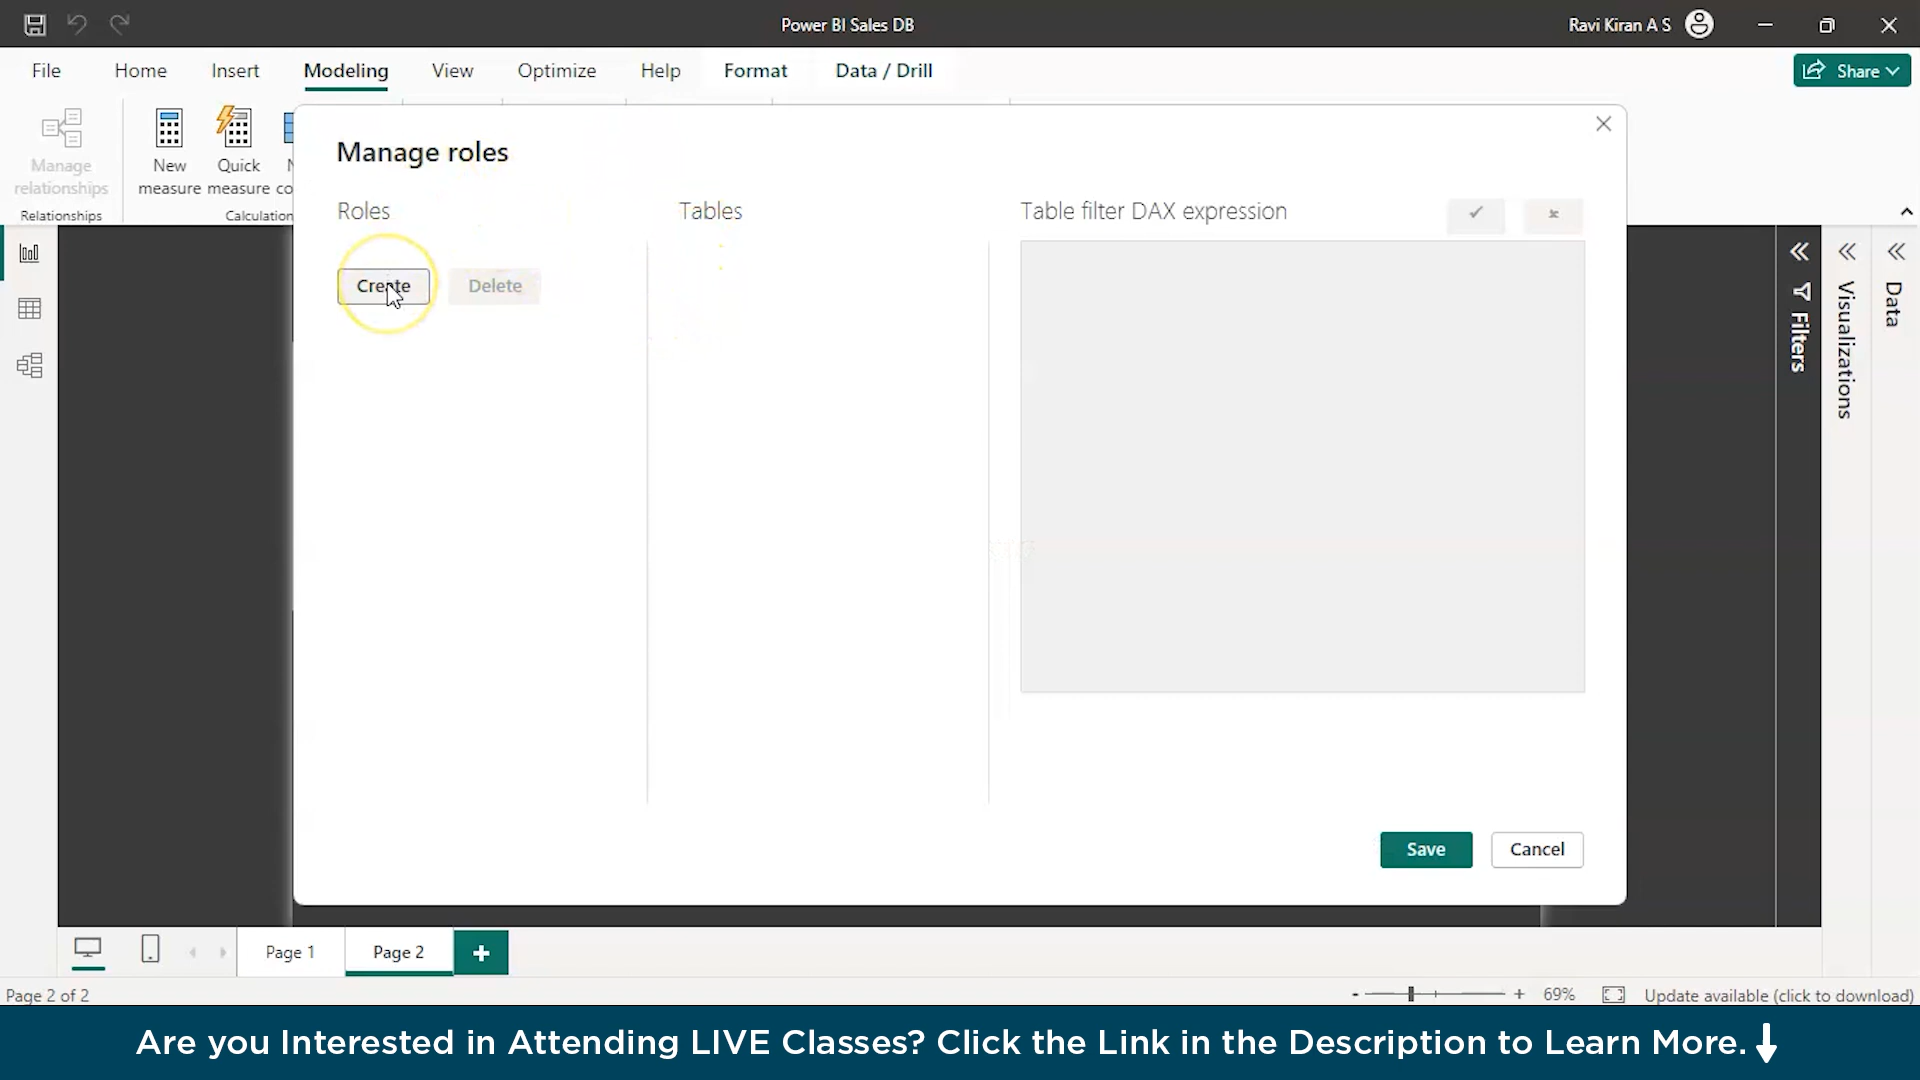 Power BI Sales DB
Ravi Kiran A S
File
Home
Insert
Modeling
View
Optimize
Help
Format
Data / Drill
Share
Manage
relationships
New
measure
Quick
measure
Relationships
Calculation
Manage roles
Roles
Tables
Table filter DAX expression
Create
Delete
Filters
Visualizations
Data
Save
Cancel
Page 1
Page 2
Page 2 of 2
69%
Update available (click to download)
Are you Interested in Attending LIVE Classes? Click the Link in the Description to Learn More.